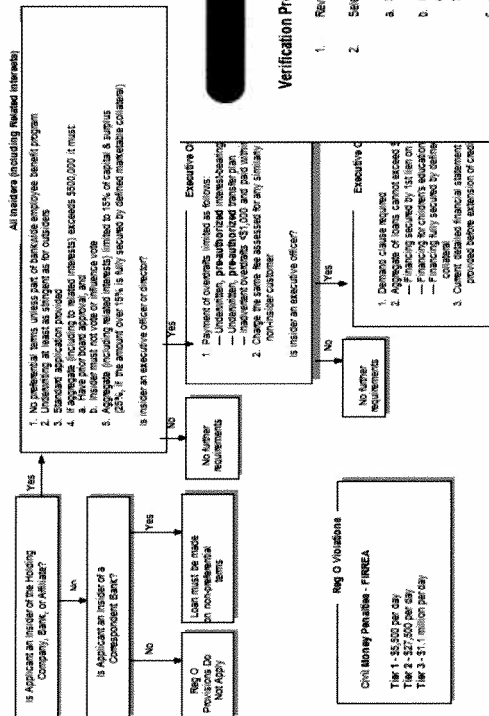 All Insiders (Including Related Interests)
Is Applicant an Insider of the Holding
Company, Bank, or Affiliate?
Yes
No
1. No preferential terms unless part of bankwide employee benefit program
2. Underwriting at least as stringent as for outsiders
3. Standard application provided
4. If aggregate (including to related interests) exceeds $500,000 it must:
a. Have prior board approval, and
b. Insider must not vote or influence vote
5. Aggregate (including related interests) limited to 15% of capital & surplus
(25%, if the amount over 15% is fully secured by defined marketable collateral)
Is insider an executive officer or director?
Is Applicant an Insider of a
Correspondent Bank?
No
Yes
Reg O
Provisions Do
Not Apply
Loan must be made
on non-preferential
terms
No
Yes
No further
requirements
Executive O
1. Payment of overdrafts limited as follows:
— Underwritten, pre-authorized interest-bearing
— Underwritten, pre-authorized transfer plan
— Inadvertent overdrafts <$1,000 and paid within
2. Charge the same fee assessed for any similarly
non-insider customer
Is insider an executive officer?
No
Yes
No further
requirements
Executive O
1. Demand clause required
2. Aggregate of loans cannot exceed $
— Financing secured by 1st lien on
— Financing for children's education
— Financing fully secured by define
collateral
3. Current detailed financial statement
provided before extension of credi
Reg O Violations
Civil Money Penalties - FIRREA
Tier 1 - $5,500 per day
Tier 2 - $27,500 per day
Tier 3 - $1.1 million per day
Verification Pr
1. Rev
2. Sele
a.
b.